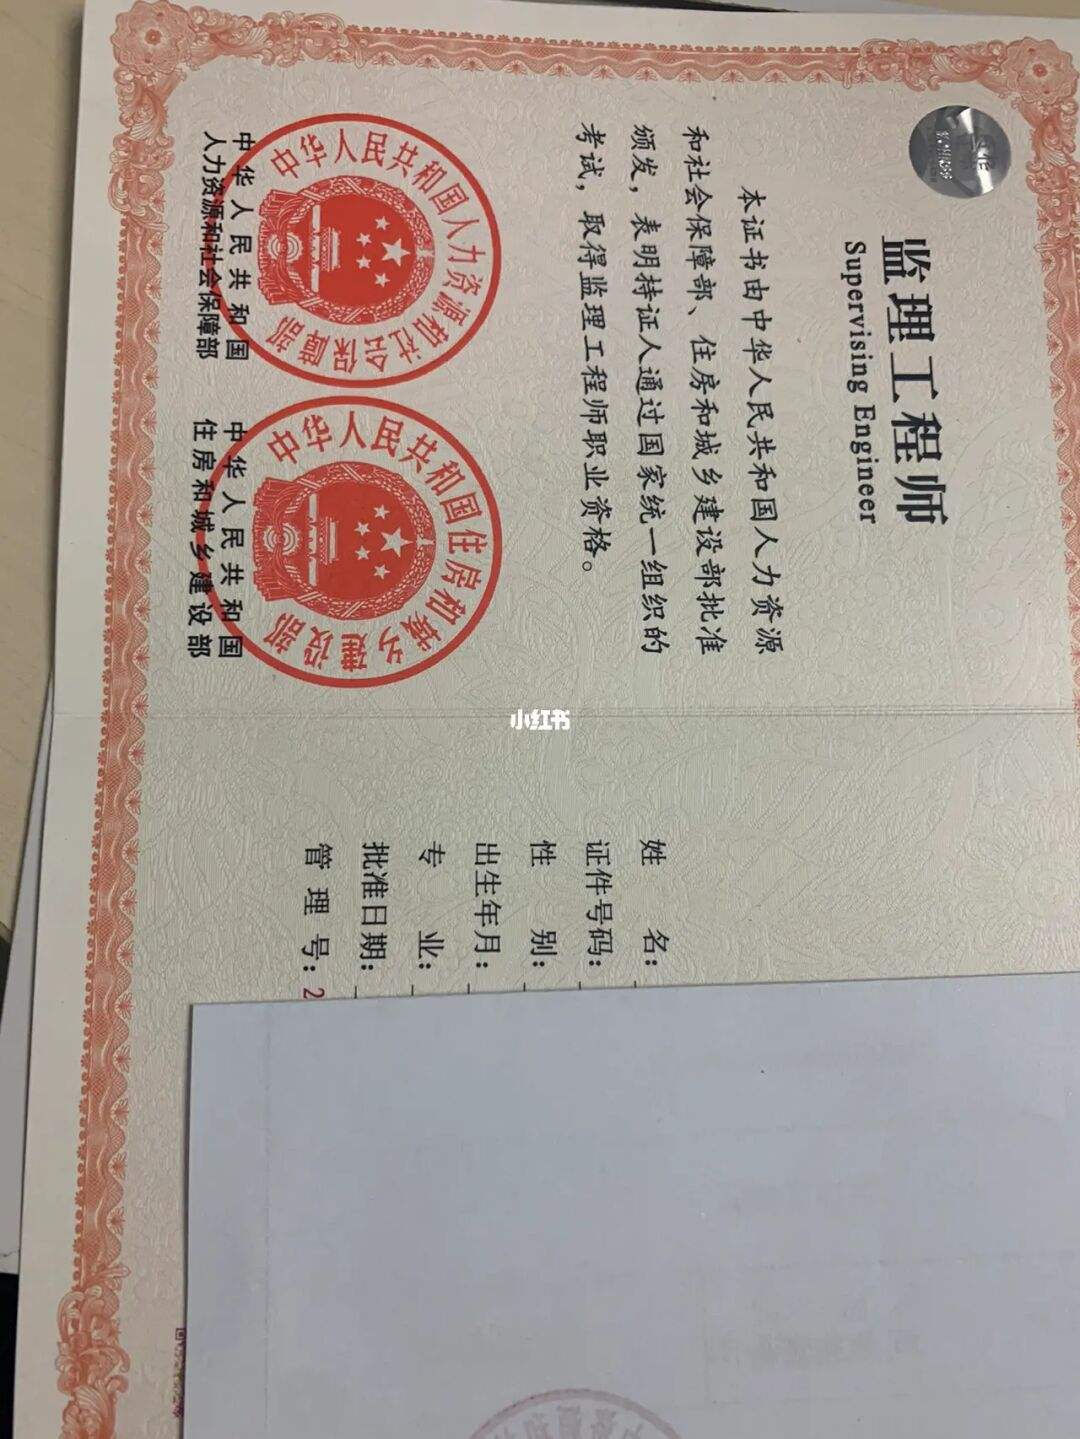 监理工程师
Supervising Engineer
本证书由中华人民共和国人力资源
和社会保障部、住房和城乡建设部批准
颁发，表明持证人通过国家统一组织的
考试，取得监理工程师职业资格。
中华人民共和国人力资源和社会保障部
中华人民共和国
人力资源和社会保障部
中华人民共和国住房和城乡建设部
中华人民共和国
住房和城乡建设部
小红书
姓名：
证件号码：
性别：
出生年月：
专业：
批准日期：
管理号：2